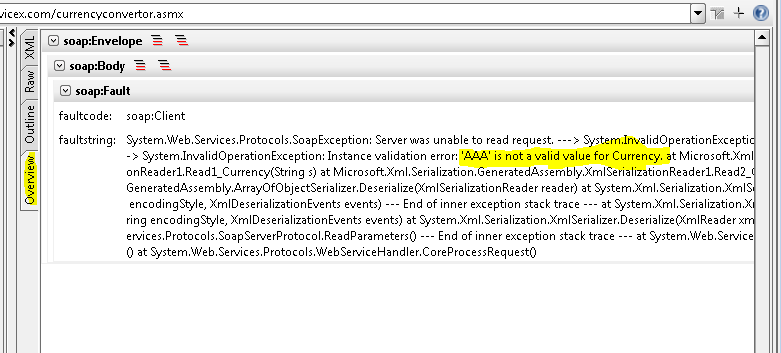 vicex.com/currencyconvertor.asmx
XML
Raw
Outline
Overview
soap:Envelope
soap:Body
soap:Fault
faultcode: soap:Client
faultstring: System.Web.Services.Protocols.SoapException: Server was unable to read request. ---> System.InvalidOperationExceptio
-> System.InvalidOperationException: Instance validation error: 'AAA' is not a valid value for Currency. at Microsoft.Xml
onReader1.Read1_Currency(String s) at Microsoft.Xml.Serialization.GeneratedAssembly.XmlSerializationReader1.Read2_C
GeneratedAssembly.ArrayOfObjectSerializer.Deserialize(XmlSerializationReader reader) at System.Xml.Serialization.Xml
encodingStyle, XmlDeserializationEvents events) --- End of inner exception stack trace --- at System.Xml.Serialization.Xm
ring encodingStyle, XmlDeserializationEvents events) at System.Xml.Serialization.XmlSerializer.Deserialize(XmlReader xm
ervices.Protocols.SoapServerProtocol.ReadParameters() --- End of inner exception stack trace --- at System.Web.Service
() at System.Web.Services.Protocols.WebServiceHandler.CoreProcessRequest()